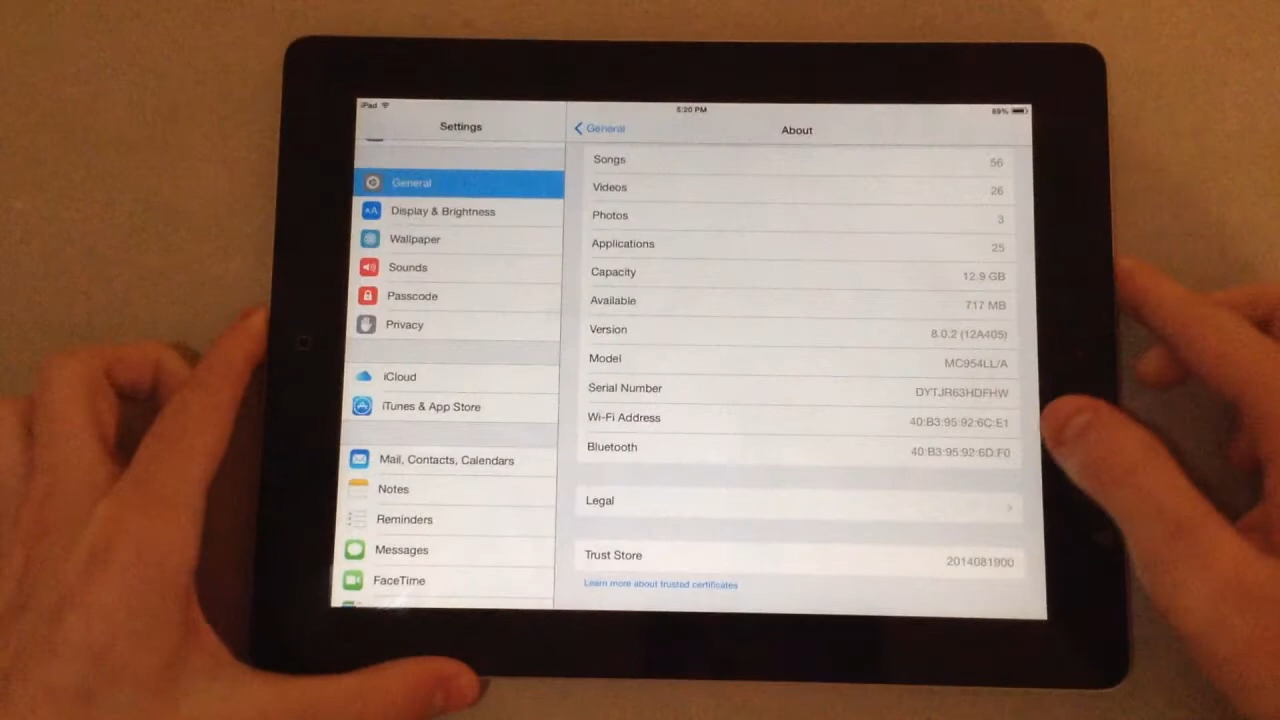 iPad
5:20 PM
89%
Settings
General
Display & Brightness
Wallpaper
Sounds
Passcode
Privacy
iCloud
iTunes & App Store
Mail, Contacts, Calendars
Notes
Reminders
Messages
FaceTime
General
About
Songs 56
Videos 26
Photos 3
Applications 25
Capacity 12.9 GB
Available 717 MB
Version 8.0.2 (12A405)
Model MC954LL/A
Serial Number DYTJR63HDFHW
Wi-Fi Address 40:B3:95:92:6C:E1
Bluetooth 40:B3:95:92:6D:F0
Legal
Trust Store 2014081900
Learn more about trusted certificates